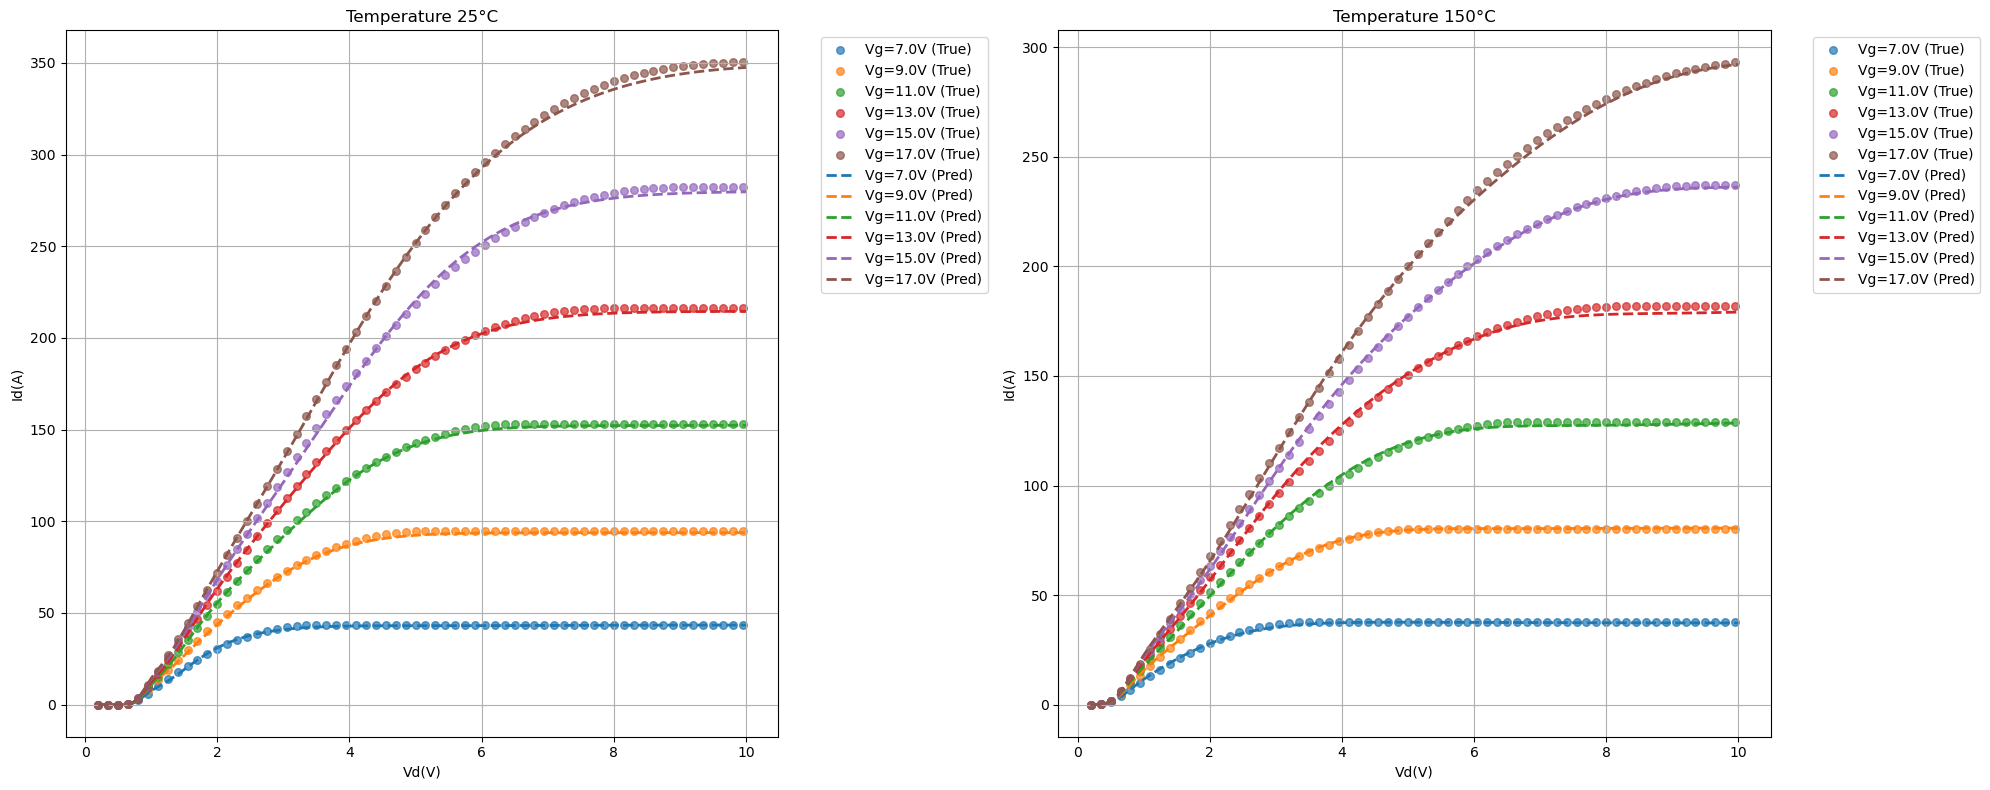 Temperature 25°C
350
300
250
200
150
100
50
0
Id(A)
0 2 4 6 8 10
Vd(V)
Vg=7.0V (True)
Vg=9.0V (True)
Vg=11.0V (True)
Vg=13.0V (True)
Vg=15.0V (True)
Vg=17.0V (True)
Vg=7.0V (Pred)
Vg=9.0V (Pred)
Vg=11.0V (Pred)
Vg=13.0V (Pred)
Vg=15.0V (Pred)
Vg=17.0V (Pred)
Temperature 150°C
300
250
200
150
100
50
0
Id(A)
0 2 4 6 8 10
Vd(V)
Vg=7.0V (True)
Vg=9.0V (True)
Vg=11.0V (True)
Vg=13.0V (True)
Vg=15.0V (True)
Vg=17.0V (True)
Vg=7.0V (Pred)
Vg=9.0V (Pred)
Vg=11.0V (Pred)
Vg=13.0V (Pred)
Vg=15.0V (Pred)
Vg=17.0V (Pred)